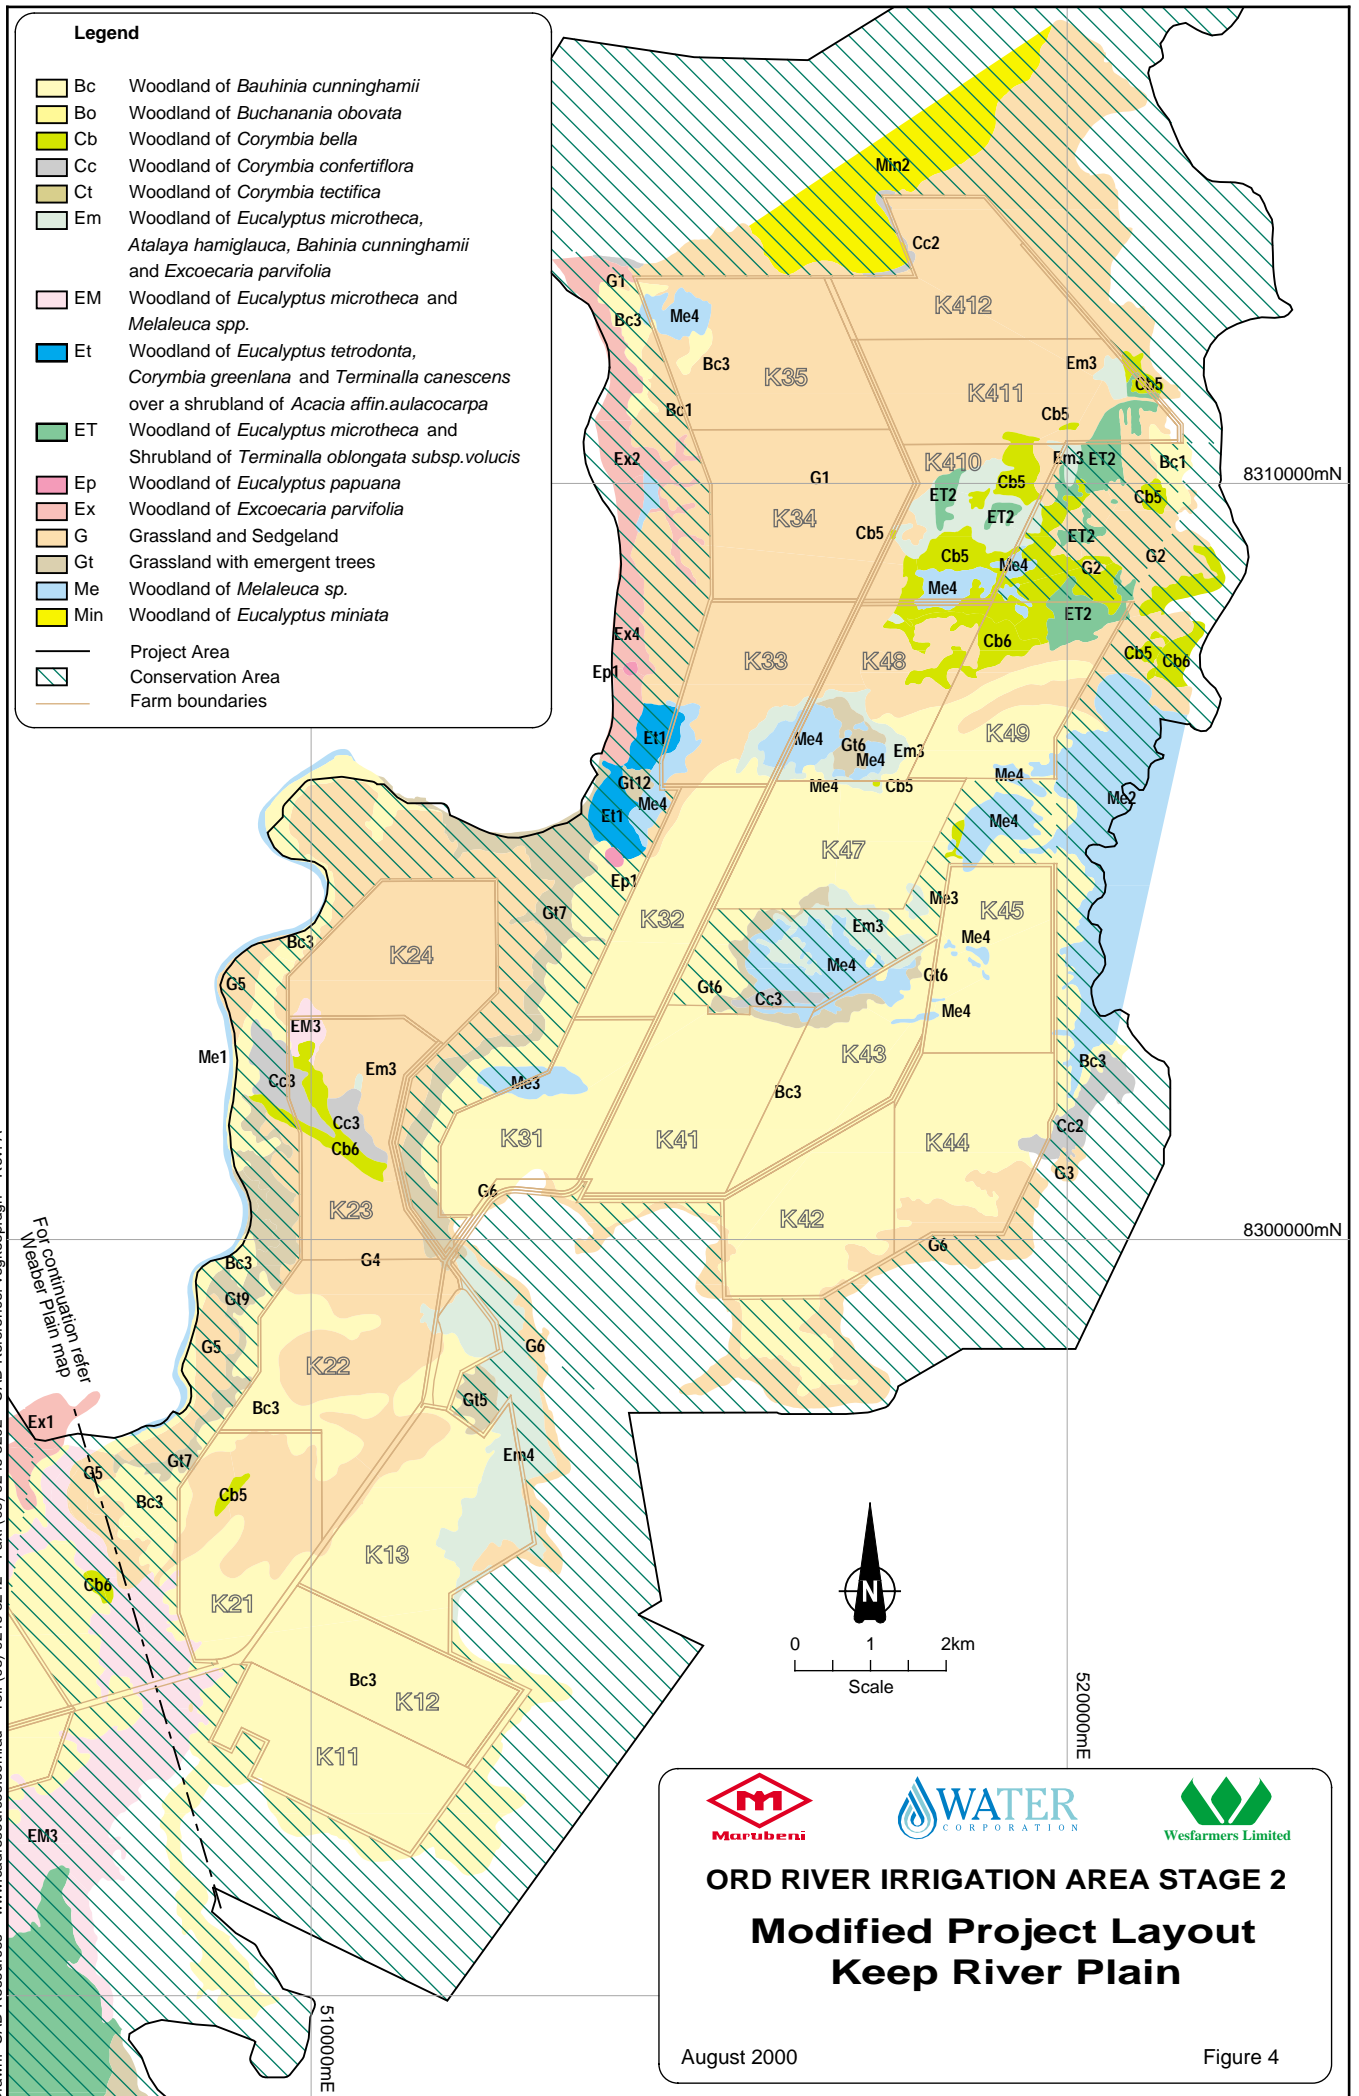 Legend
Bc Woodland of Bauhinia cunninghamii
Bo Woodland of Buchanania obovata
Cb Woodland of Corymbia bella
Cc Woodland of Corymbia confertiflora
Ct Woodland of Corymbia tectifica
Em Woodland of Eucalyptus microtheca,
Atalaya hamiglauca, Bahinia cunninghamii
and Excoecaria parvifolia
EM Woodland of Eucalyptus microtheca and
Melaleuca spp.
Et Woodland of Eucalyptus tetrodonta,
Corymbia greenlana and Terminalla canescens
over a shrubland of Acacia affin.aulacocarpa
ET Woodland of Eucalyptus microtheca and
Shrubland of Terminalla oblongata subsp.volucis
Ep Woodland of Eucalyptus papuana
Ex Woodland of Excoecaria parvifolia
G Grassland and Sedgeland
Gt Grassland with emergent trees
Me Woodland of Melaleuca sp.
Min Woodland of Eucalyptus miniata
Project Area
Conservation Area
Farm boundaries
Min2
Cc2
G1
K412
Bc3
Me4
Bc3
Em3
K35
K411
Cb5
Bc1
Cb5
Ex2
K410
Em3
ET2
Bc1
8310000mN
G1
Cb5
ET2
Cb5
K34
ET2
Cb5
ET2
Cb5
Me4
G2
G2
Me4
ET2
Ex4
Cb6
K33
K48
Cb5
Cb6
Ep1
Et1
Me4
Gt6
Me4
Em3
K49
Gt12
Me4
Me4
Cb5
Me4
Me2
Et1
Me4
K47
Ep1
Me3
K45
Gt7
K32
Em3
Me4
Bc3
K24
Me4
Gt6
G5
Gt6
Cc3
Me4
EM3
Me1
Em3
K43
Bc3
Cc3
Me3
Bc3
Cc3
Cc2
Cb6
K31
K41
K44
G3
K23
G6
K42
8300000mN
G6
Bc3
G4
Gt9
G5
G6
K22
For continuation refer
Weaber Plain map
Bc3
Gt5
Ex1
Em4
G5
Gt7
Bc3
Cb5
K13
Cb6
K21
Bc3
K12
K11
EM3
N
0 1 2km
Scale
520000mE
510000mE
Marubeni
WATER
CORPORATION
Wesfarmers Limited
ORD RIVER IRRIGATION AREA STAGE 2
Modified Project Layout
Keep River Plain
August 2000
Figure 4